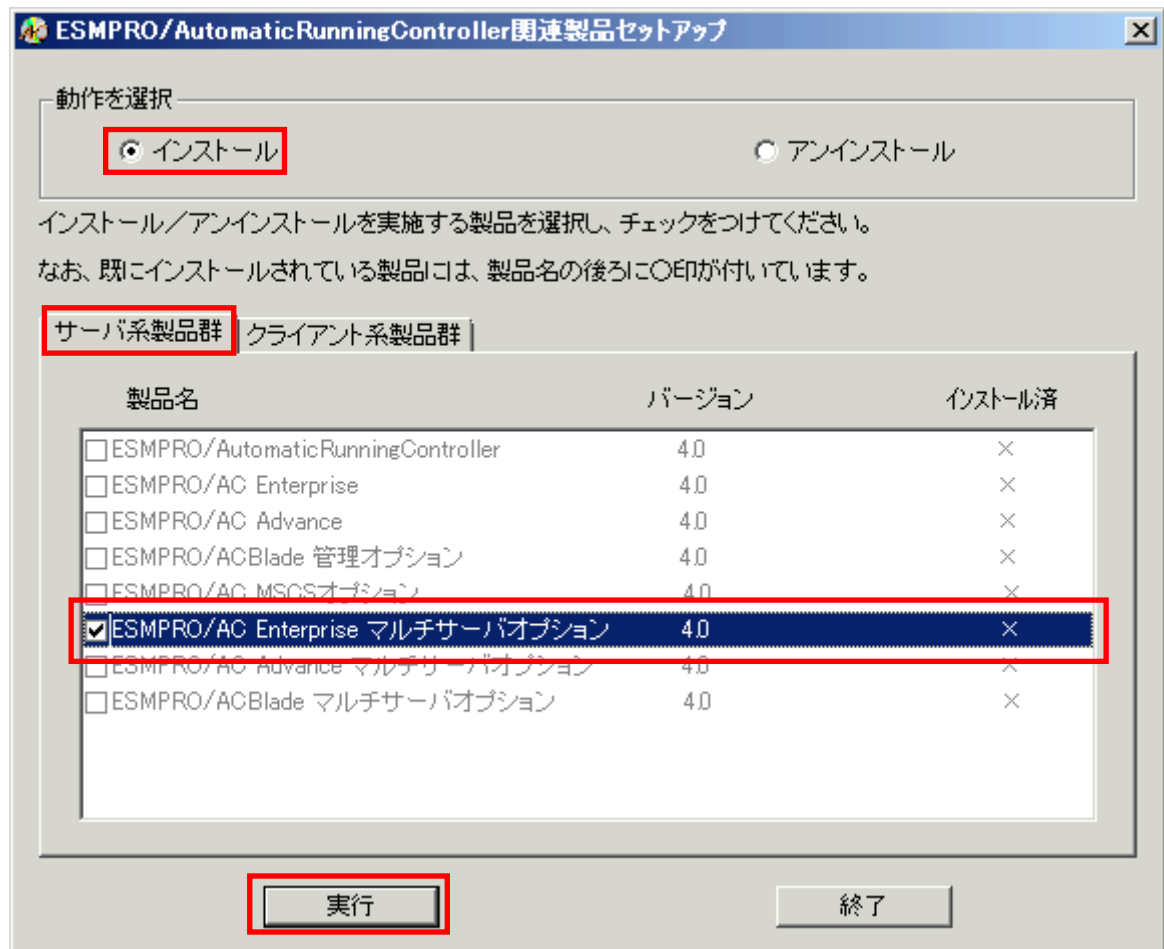 ESMPRO/AutomaticRunningController関連製品セットアップ
動作を選択
インストール アンインストール
インストール／アンインストールを実施する製品を選択し、チェックをつけてください。
なお、既にインストールされている製品には、製品名の後ろに〇印が付いています。
サーバ系製品群 クライアント系製品群
製品名 バージョン インストール済
ESMPRO/AutomaticRunningController 4.0 ×
ESMPRO/AC Enterprise 4.0 ×
ESMPRO/AC Advance 4.0 ×
ESMPRO/ACBlade 管理オプション 4.0 ×
ESMPRO/AC MSCSオプション 4.0 ×
ESMPRO/AC Enterprise マルチサーバオプション 4.0 ×
ESMPRO/AC Advance マルチサーバオプション 4.0 ×
ESMPRO/ACBlade マルチサーバオプション 4.0 ×
実行 終了